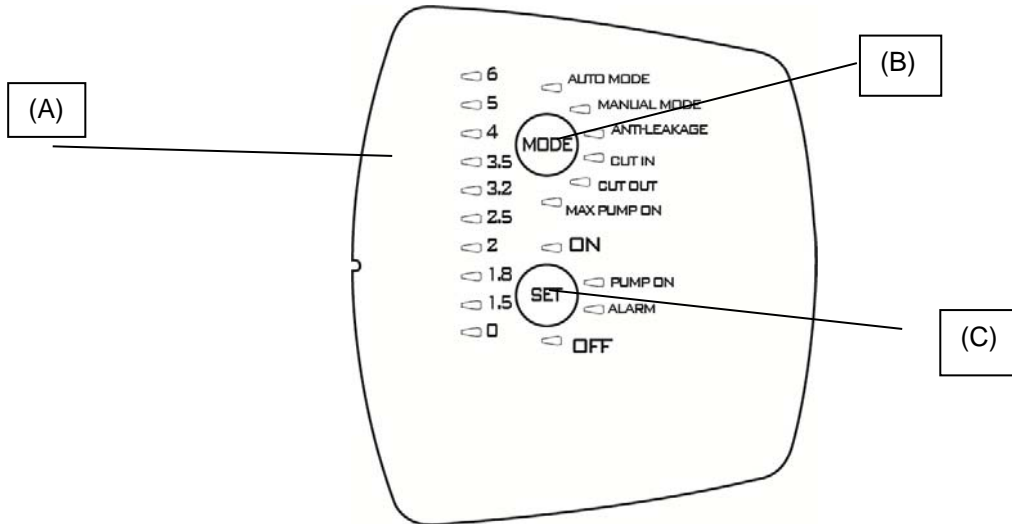 (A)
(B)
(C)
6
5
4
3.5
3.2
2.5
2
1.8
1.5
0
AUTO MODE
MANUAL MODE
ANTI-LEAKAGE
MODE
CUT IN
CUT OUT
MAX PUMP ON
ON
PUMP ON
SET
ALARM
OFF